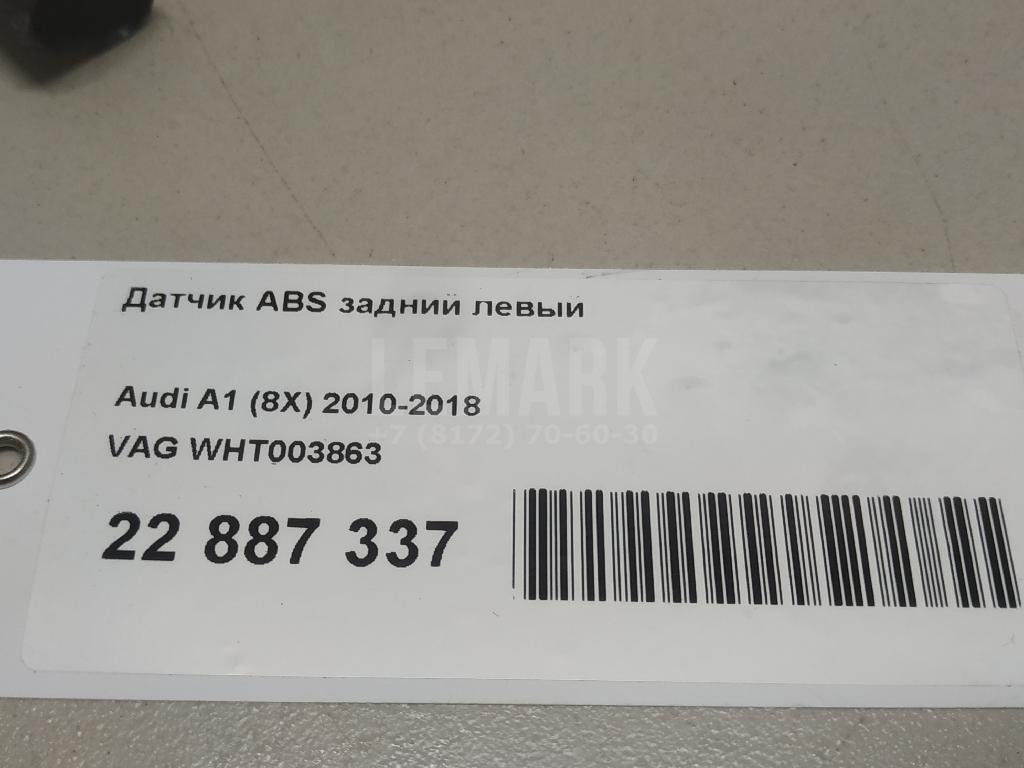 Датчик ABS задний левый
LEMARK
Audi A1 (8X) 2010-2018
+7 (8172) 70-60-30
VAG WHT003863
22 887 337